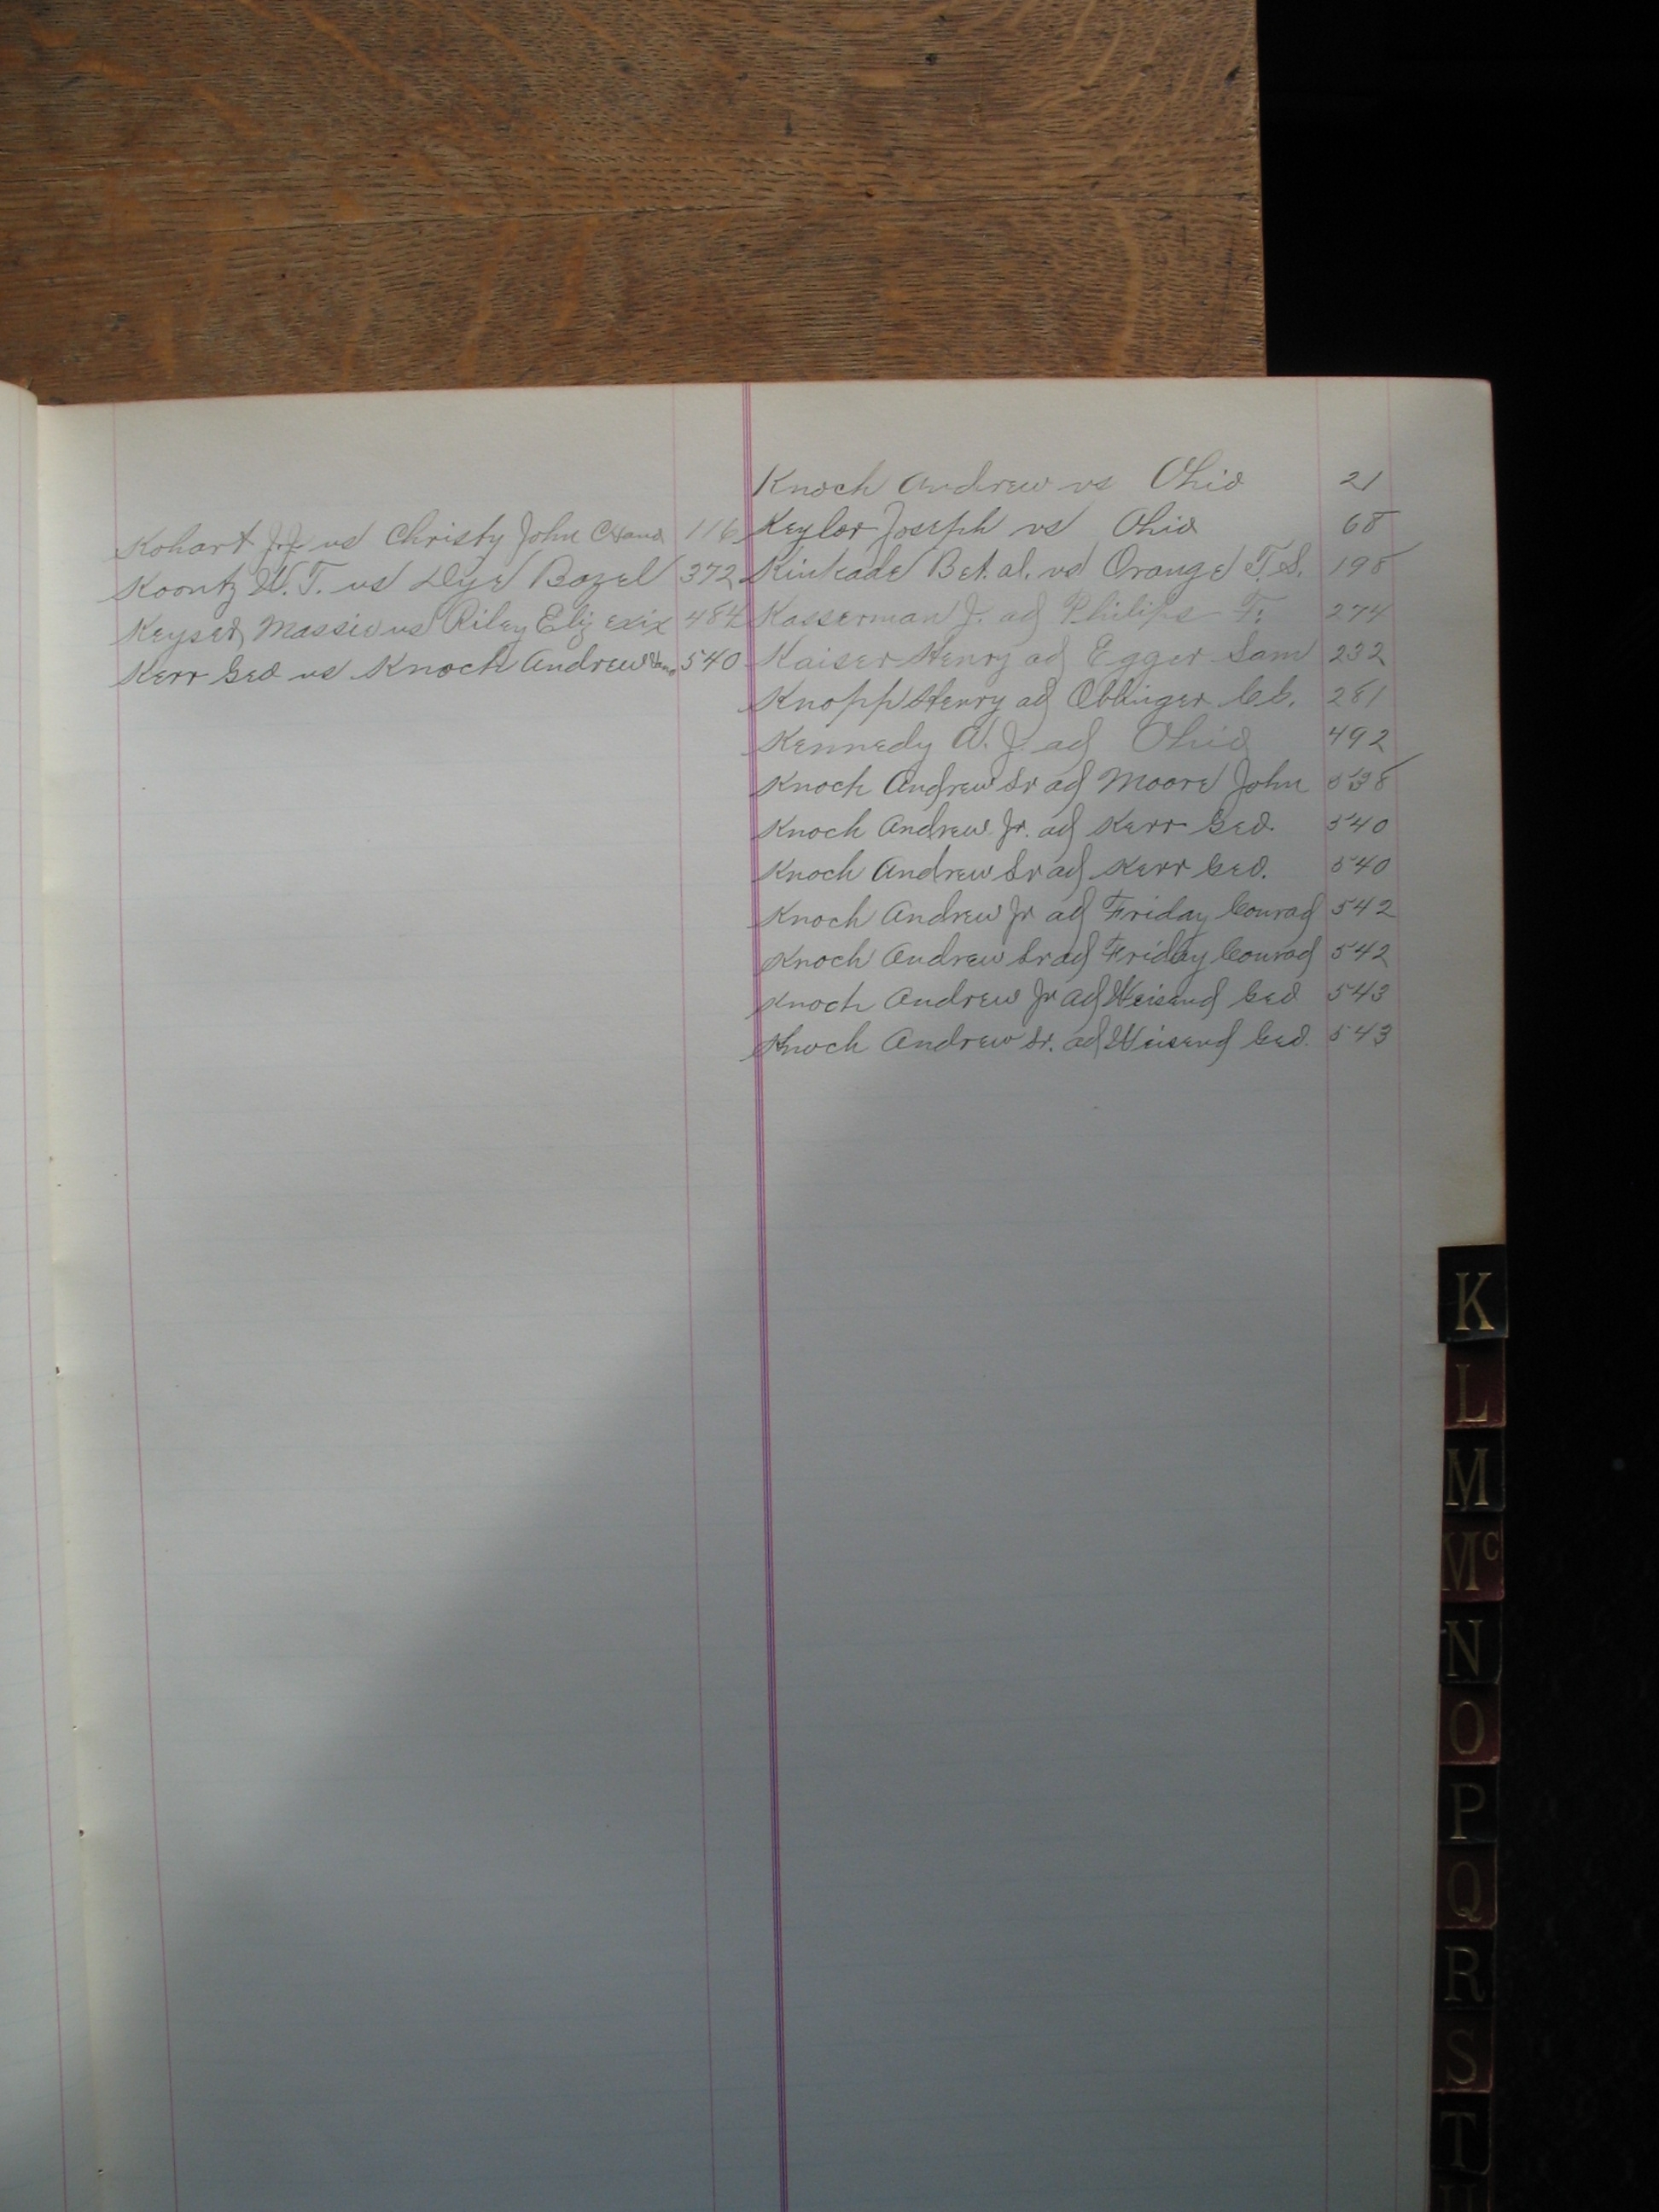 Kohart J. J. vs Christy John C 116
Koontz W. T. vs Dye Bazel 372
Keyser Massie vs Riley Eliz exix 484
Kerr Geo vs Knoch Andrew 540
Knoch Andrew vs Ohio 21
Keylor Joseph vs Ohio 68
Kinkade B et. al. vs Orange T. S. 198
Kasserman J. ad Philips F. 274
Kaiser Henry ad Egger Sam 232
Knopp Henry ad 281
Kennedy A. J. ad Ohio 492
Knoch Andrew Sr ad Moore John 538
Knoch Andrew Jr. ad Kerr Geo. 540
Knoch Andrew Sr ad Kerr Geo. 540
Knoch Andrew Jr ad Friday Conrad 542
Knoch Andrew Sr ad Friday Conrad 542
Knoch Andrew Jr ad Weisend Geo 543
Knoch Andrew Sr. ad Weisend Geo. 543
K
L
M
Mc
N
O
P
Q
R
S
T